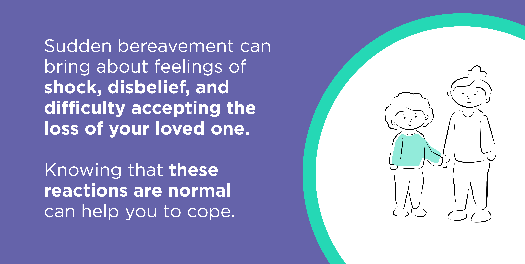 Sudden bereavement can
bring about feelings of
shock, disbelief, and
difficulty accepting the
loss of your loved one.
Knowing that these
reactions are normal
can help you to cope.